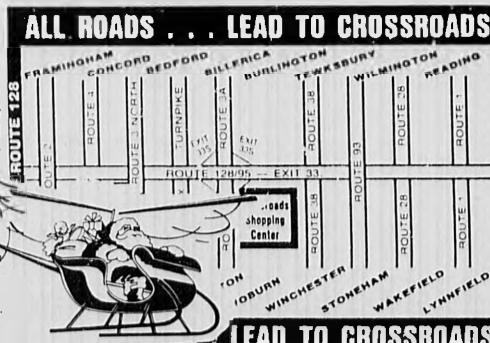 ALL ROADS . . . LEAD TO CROSSROADS
ROUTE 128
FRAMINGHAM
CONCORD
BEDFORD
BILLERICA
BURLINGTON
TEWKSBURY
WILMINGTON
READING
ROUTE 2
ROUTE 4
ROUTE 3 NORTH
TURNPIKE
ROUTE 3A
ROUTE 38
ROUTE 93
ROUTE 28
ROUTE 1
EXIT
33S
EXIT
33S
ROUTE 128/95 — EXIT 33
Shopping
Center
ROUTE 38
ROUTE 28
ROUTE 1
WINCHESTER
STONEHAM
WAKEFIELD
LYNNFIELD
LEAD TO CROSSROADS